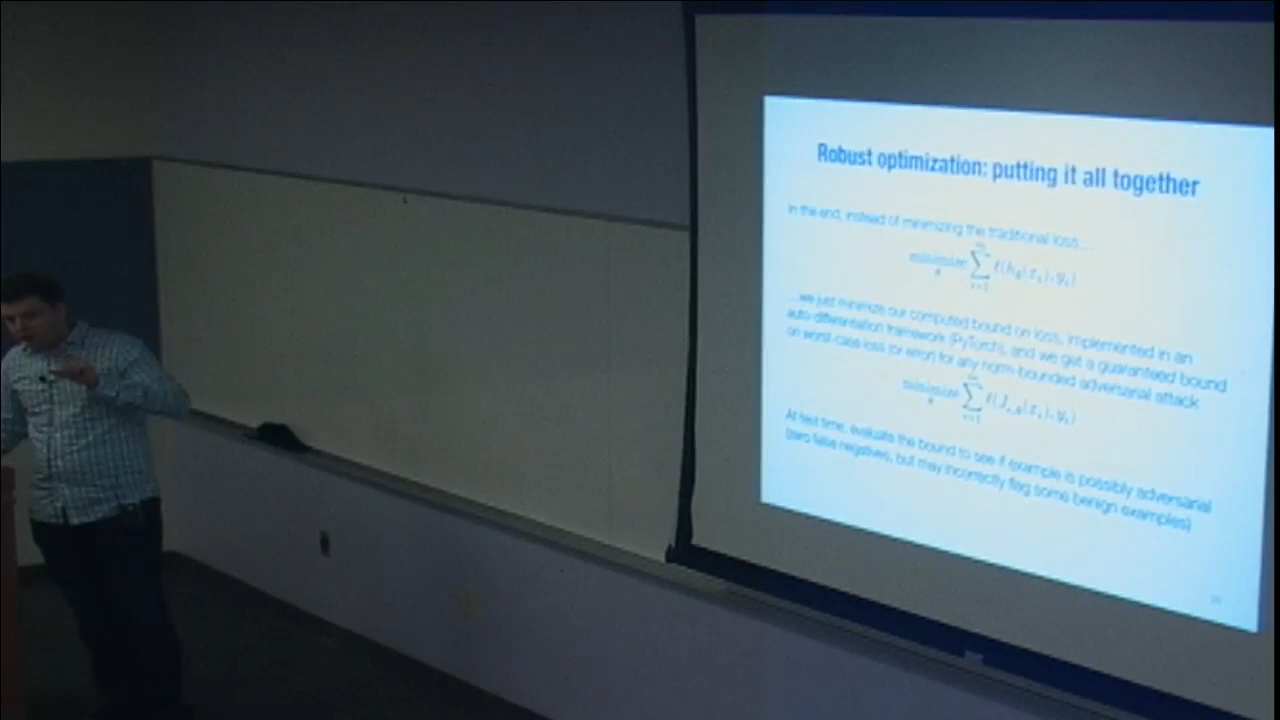 Robust optimization: putting it all together
In the end, instead of minimizing the traditional loss...
minimize ∑ ℓ(h_θ(x_i), y_i)
θ
i=1
...we just minimize our computed bound on loss, implemented in an
auto-differentiation framework (PyTorch), and we get a guaranteed bound
on worst-case loss (or error) for any norm-bounded adversarial attack
minimize ∑ ℓ(J_{ε,θ}(x_i), y_i)
θ
i=1
At test time, evaluate the bound to see if example is possibly adversarial
(zero false negatives, but may incorrectly flag some benign examples)